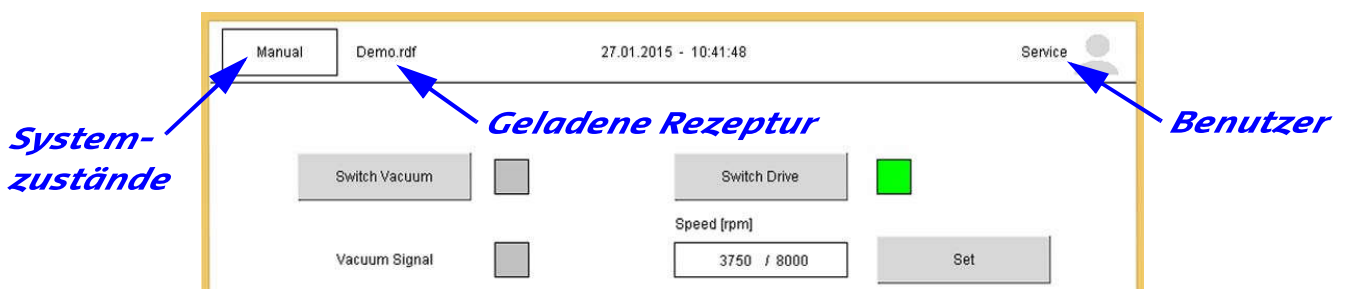 Manual Demo.rdf 27.01.2015 - 10:41:48 Service
System-
zustände
Geladene Rezeptur
Benutzer
Switch Vacuum Switch Drive
Speed [rpm]
Vacuum Signal 3750 / 8000 Set